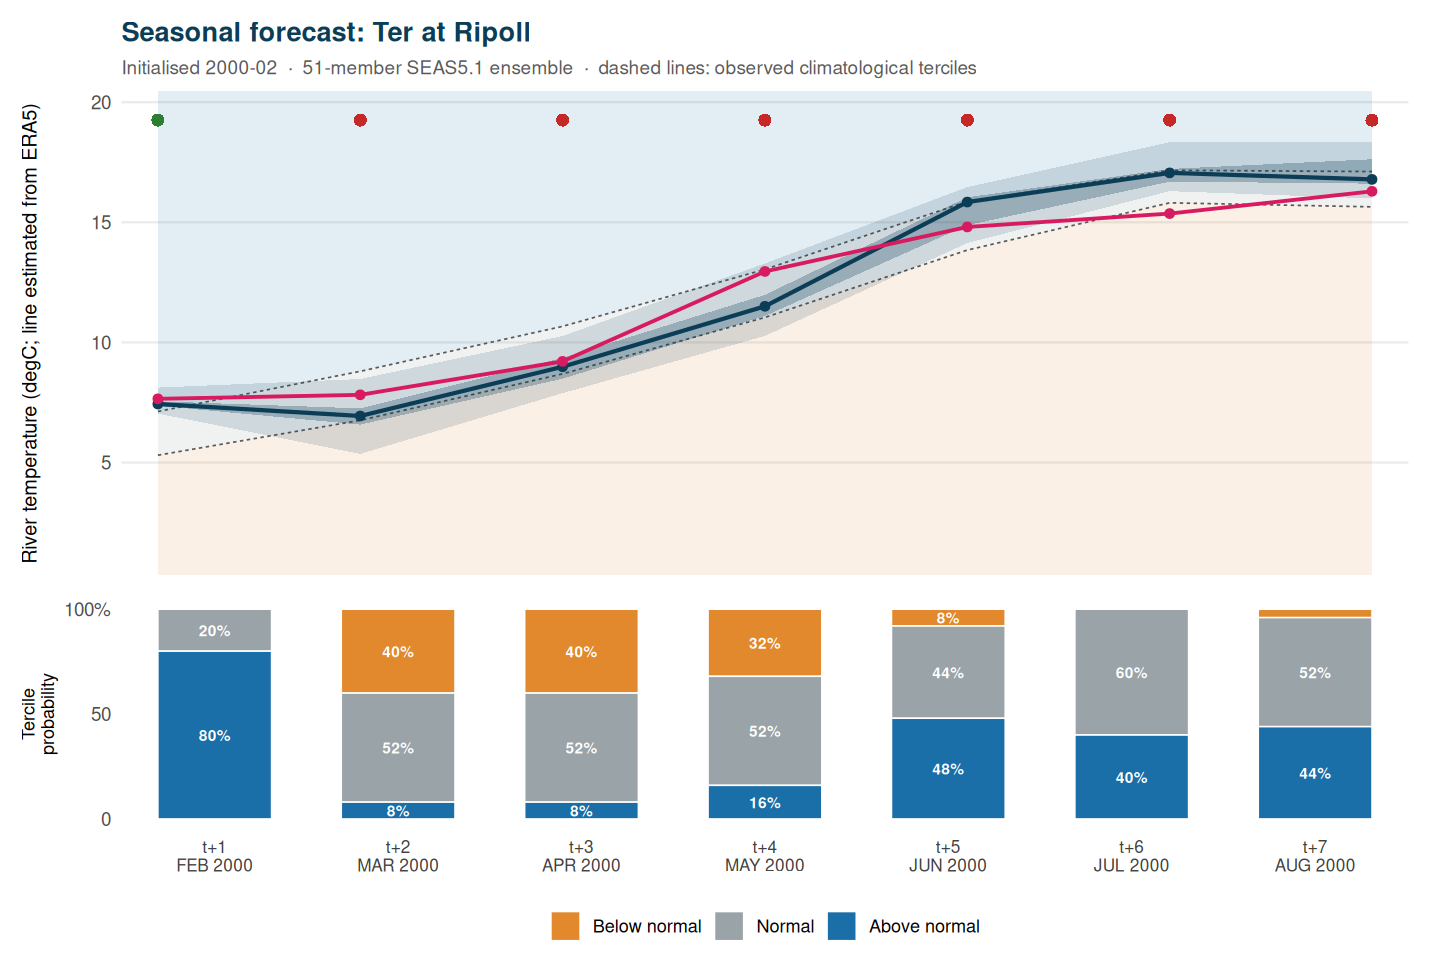 Seasonal forecast: Ter at Ripoll
Initialised 2000-02 · 51-member SEAS5.1 ensemble · dashed lines: observed climatological terciles
River temperature (degC; line estimated from ERA5)
20
15
10
5
Tercile
probability
100%
50
0
20%
80%
40%
52%
8%
40%
52%
8%
32%
52%
16%
8%
44%
48%
60%
40%
52%
44%
t+1
FEB 2000
t+2
MAR 2000
t+3
APR 2000
t+4
MAY 2000
t+5
JUN 2000
t+6
JUL 2000
t+7
AUG 2000
Below normal
Normal
Above normal